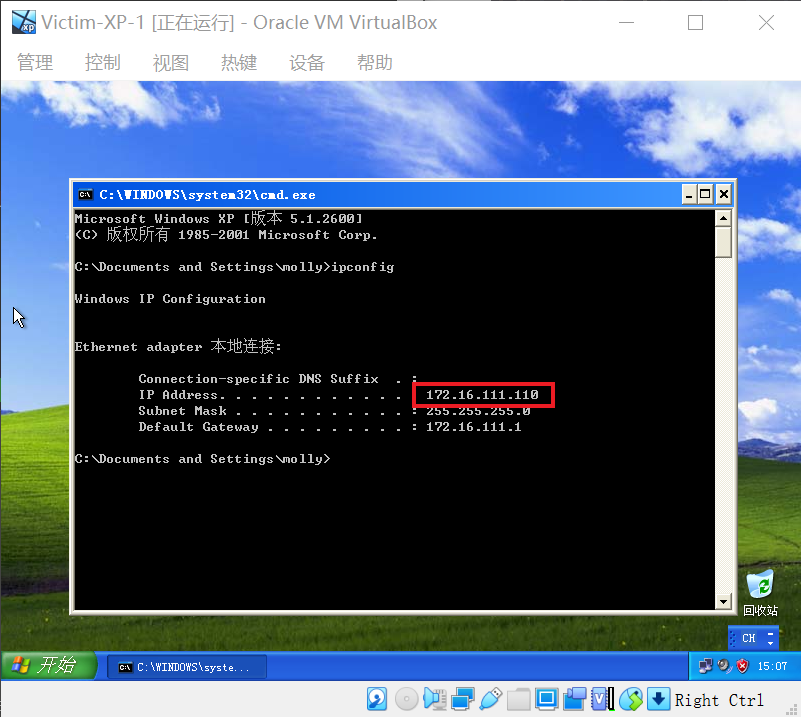 Victim-XP-1 [正在运行] - Oracle VM VirtualBox
管理 控制 视图 热键 设备 帮助
C:\WINDOWS\system32\cmd.exe
Microsoft Windows XP [版本 5.1.2600]
(C) 版权所有 1985-2001 Microsoft Corp.
C:\Documents and Settings\molly>ipconfig
Windows IP Configuration
Ethernet adapter 本地连接:
Connection-specific DNS Suffix  . :
IP Address. . . . . . . . . . . . : 172.16.111.110
Subnet Mask . . . . . . . . . . . : 255.255.255.0
Default Gateway . . . . . . . . . : 172.16.111.1
C:\Documents and Settings\molly>
回收站
CH
开始 C:\WINDOWS\syste... 15:07
Right Ctrl